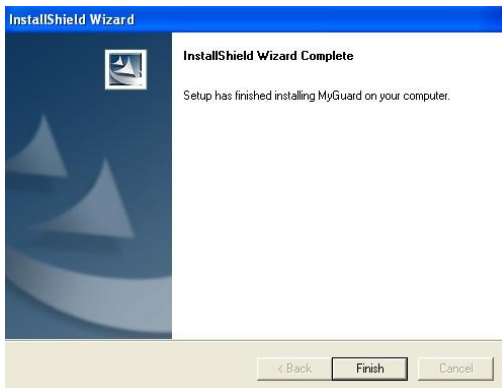 InstallShield Wizard
InstallShield Wizard Complete
Setup has finished installing MyGuard on your computer.
< Back Finish Cancel